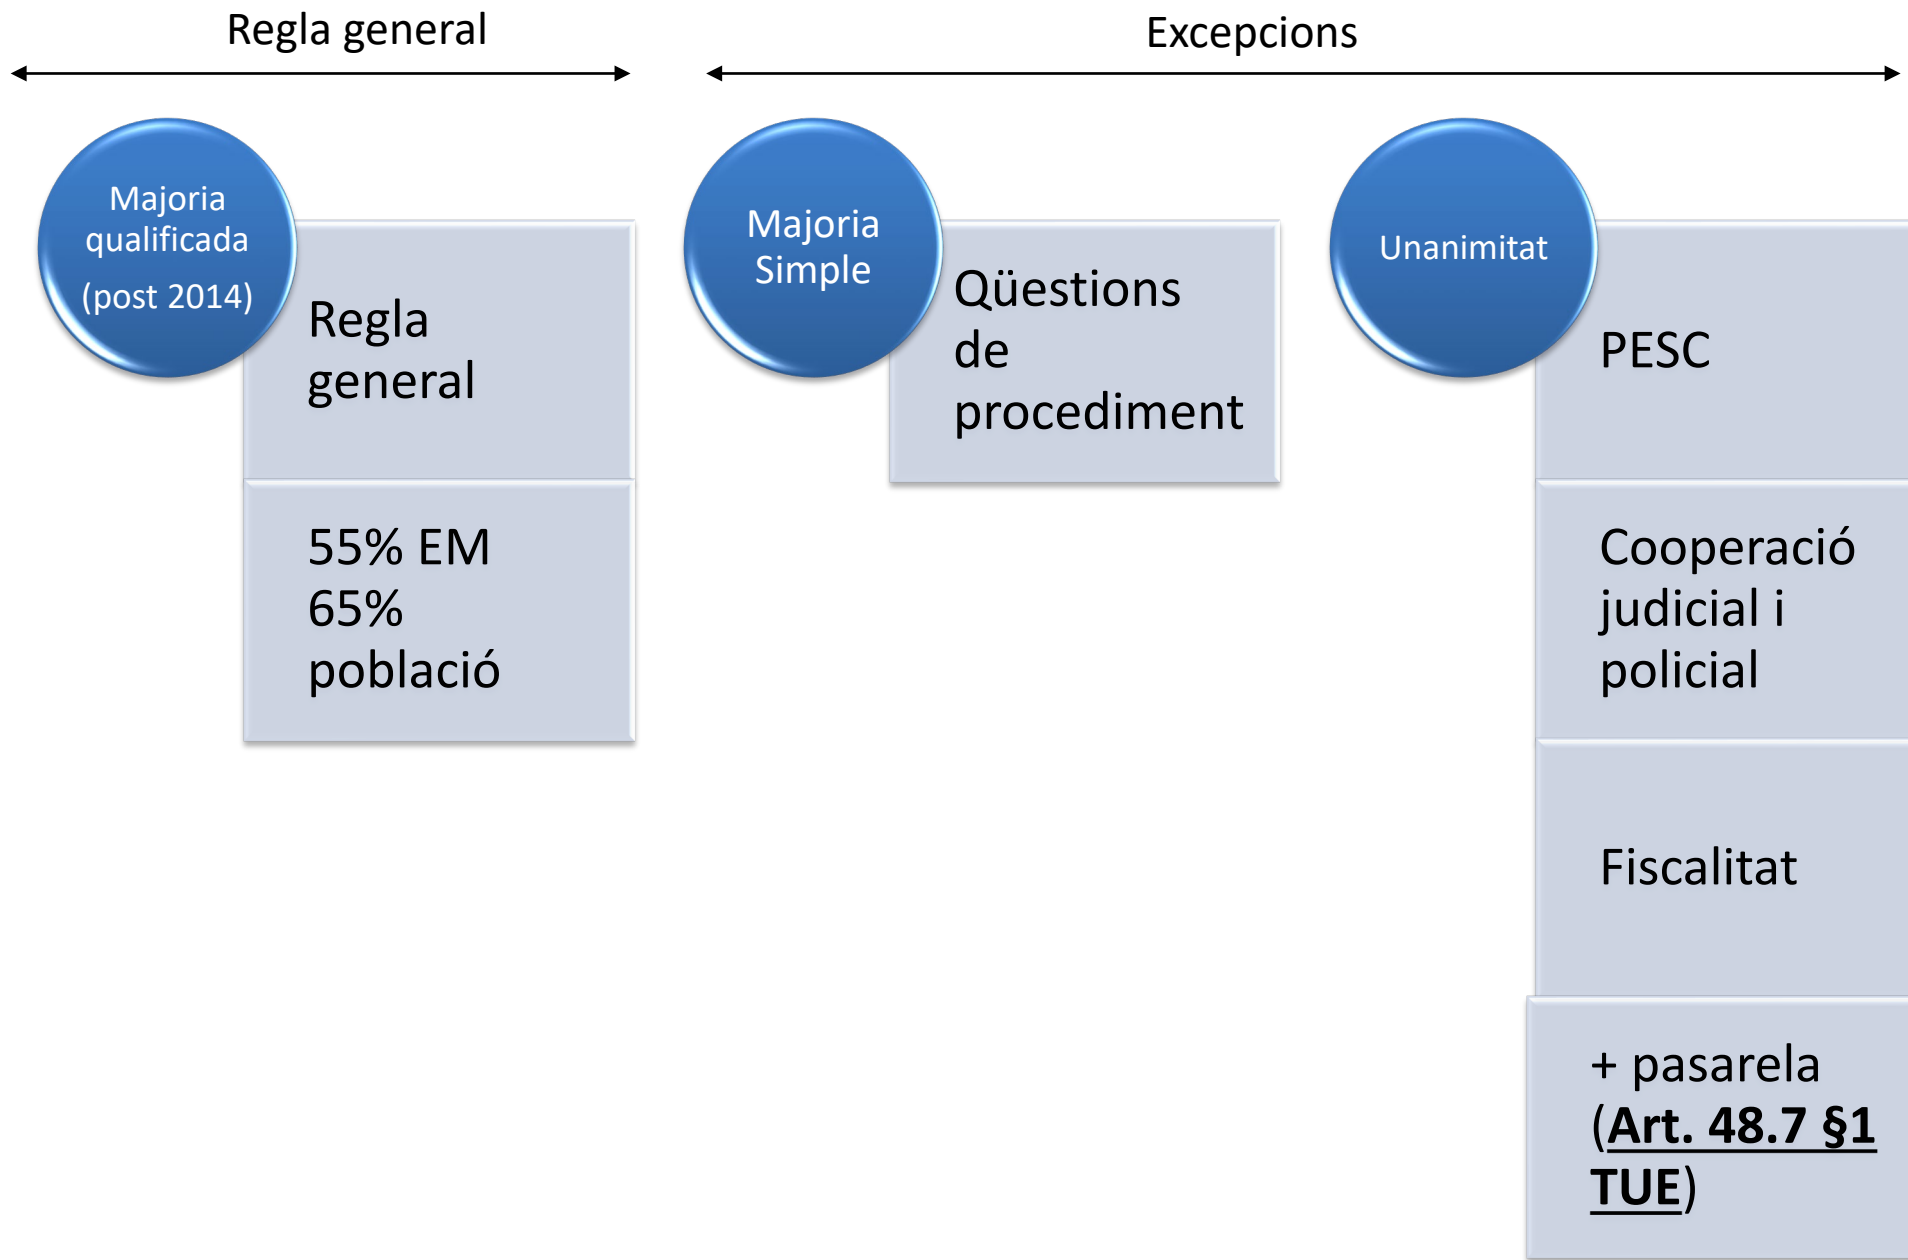 Regla general
Excepcions
Majoria
qualificada
(post 2014)
Regla
general
55% EM
65%
població
Majoria
Simple
Qüestions
de
procediment
Unanimitat
PESC
Cooperació
judicial i
policial
Fiscalitat
+ pasarela
(Art. 48.7 §1
TUE)